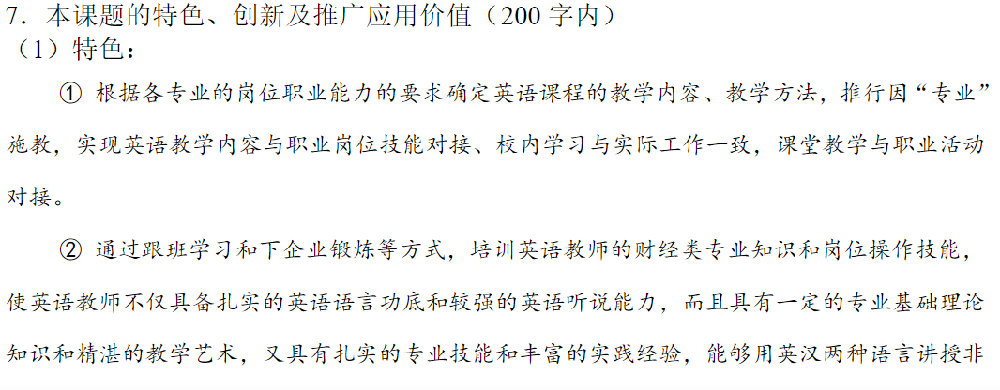 7．本课题的特色、创新及推广应用价值（200 字内）
（1）特色：
① 根据各专业的岗位职业能力的要求确定英语课程的教学内容、教学方法，推行因“专业”
施教，实现英语教学内容与职业岗位技能对接、校内学习与实际工作一致，课堂教学与职业活动
对接。
② 通过跟班学习和下企业锻炼等方式，培训英语教师的财经类专业知识和岗位操作技能，
使英语教师不仅具备扎实的英语语言功底和较强的英语听说能力，而且具有一定的专业基础理论
知识和精湛的教学艺术，又具有扎实的专业技能和丰富的实践经验，能够用英汉两种语言讲授非